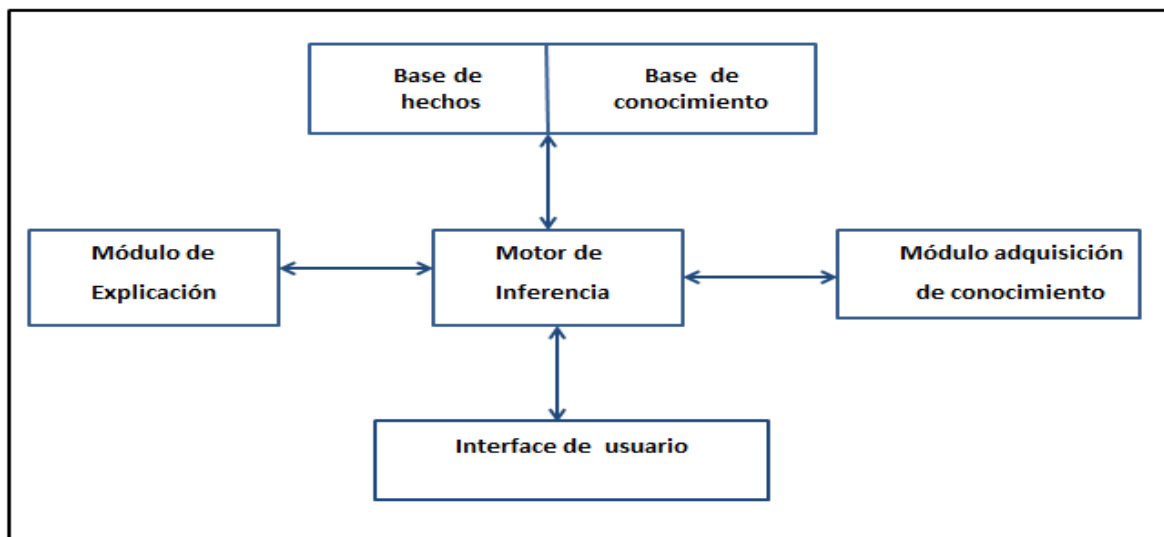 Base de
hechos
Base de
conocimiento
Módulo de
Explicación
Motor de
Inferencia
Módulo adquisición
de conocimiento
Interface de usuario